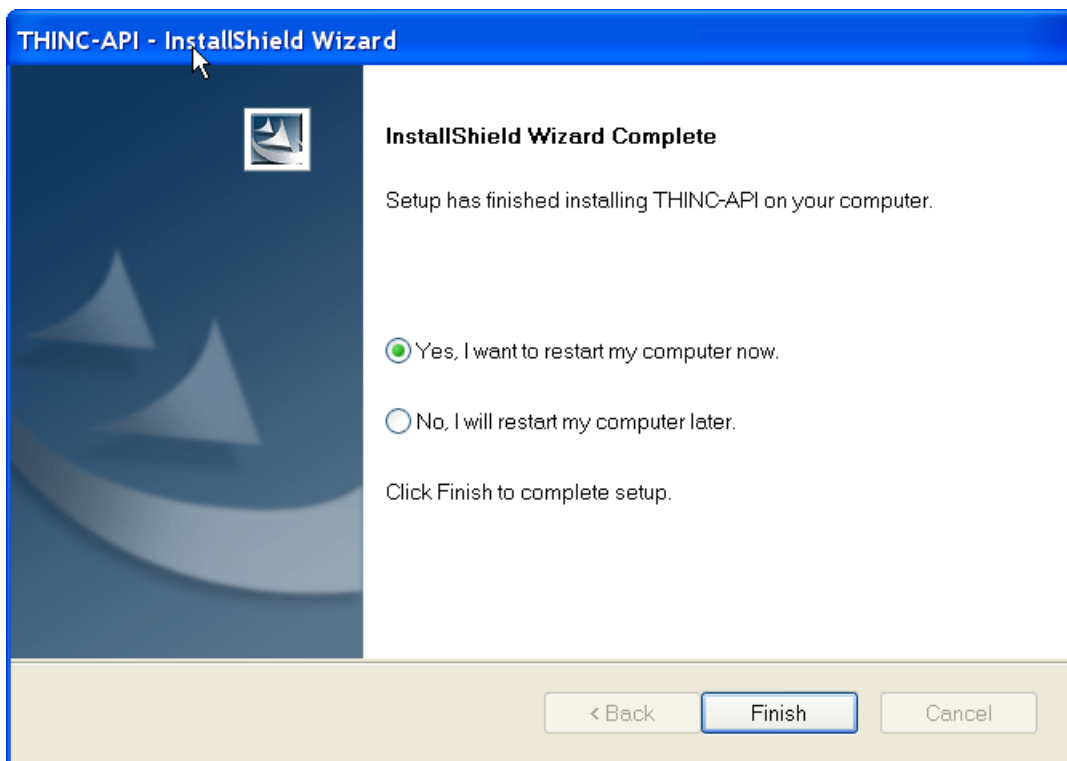 THINC-API - InstallShield Wizard
InstallShield Wizard Complete
Setup has finished installing THINC-API on your computer.
Yes, I want to restart my computer now.
No, I will restart my computer later.
Click Finish to complete setup.
< Back Finish Cancel